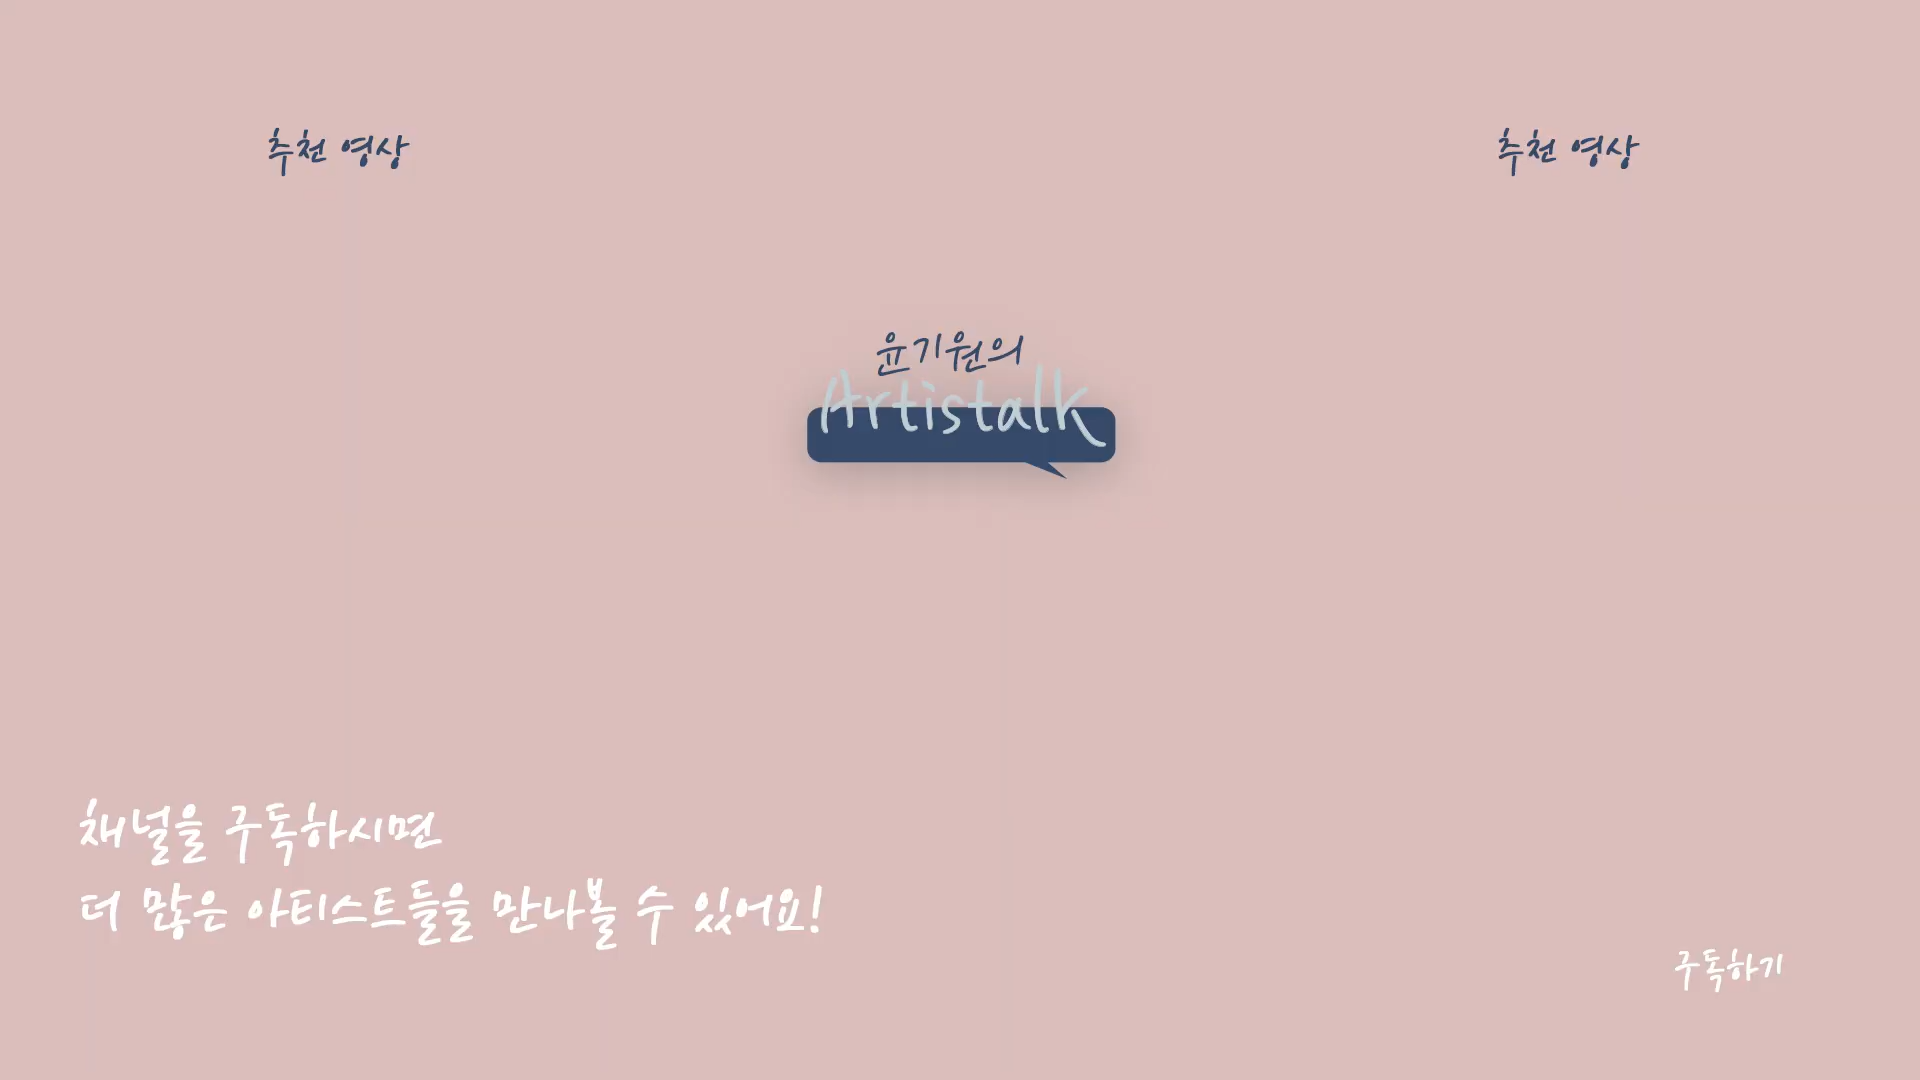 추천 영상
추천 영상
윤기원의
Artistalk
채널을 구독하시면
더 많은 아티스트들을 만나볼 수 있어요!
구독하기